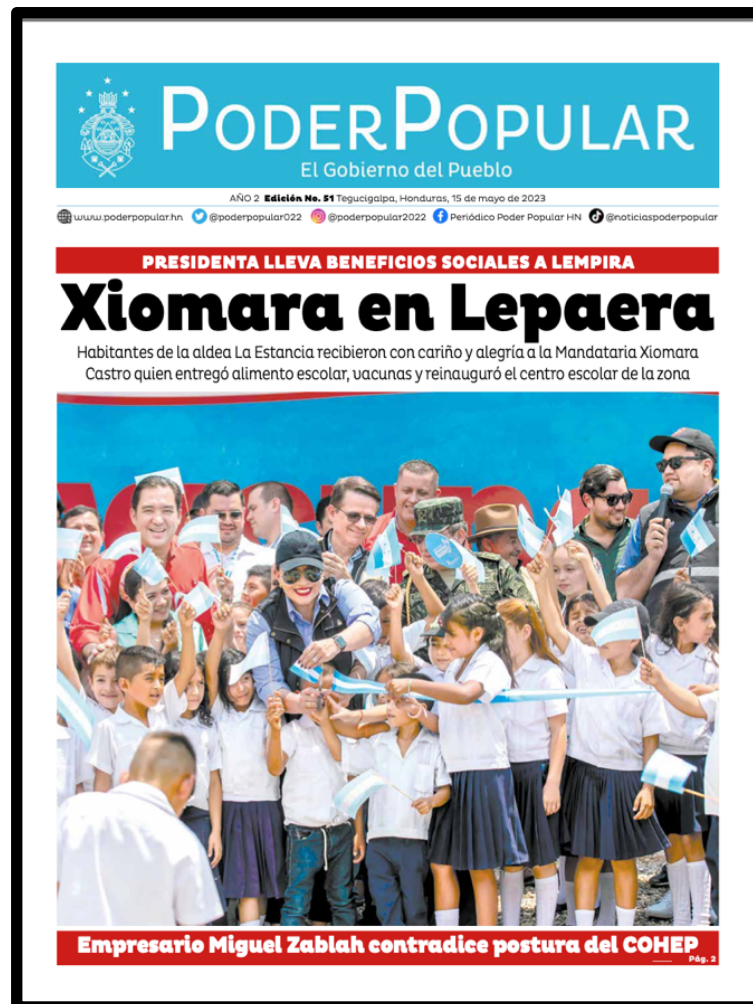 PODERPOPULAR
El Gobierno del Pueblo
AÑO 2 Edición No. 51 Tegucigalpa, Honduras, 15 de mayo de 2023
www.poderpopular.hn @poderpopular022 @poderpopular2022 Periódico Poder Popular HN @noticiaspoderpopular
PRESIDENTA LLEVA BENEFICIOS SOCIALES A LEMPIRA
Xiomara en Lepaera
Habitantes de la aldea La Estancia recibieron con cariño y alegría a la Mandataria Xiomara
Castro quien entregó alimento escolar, vacunas y reinauguró el centro escolar de la zona
Empresario Miguel Zablah contradice postura del COHEP
Pág. 2